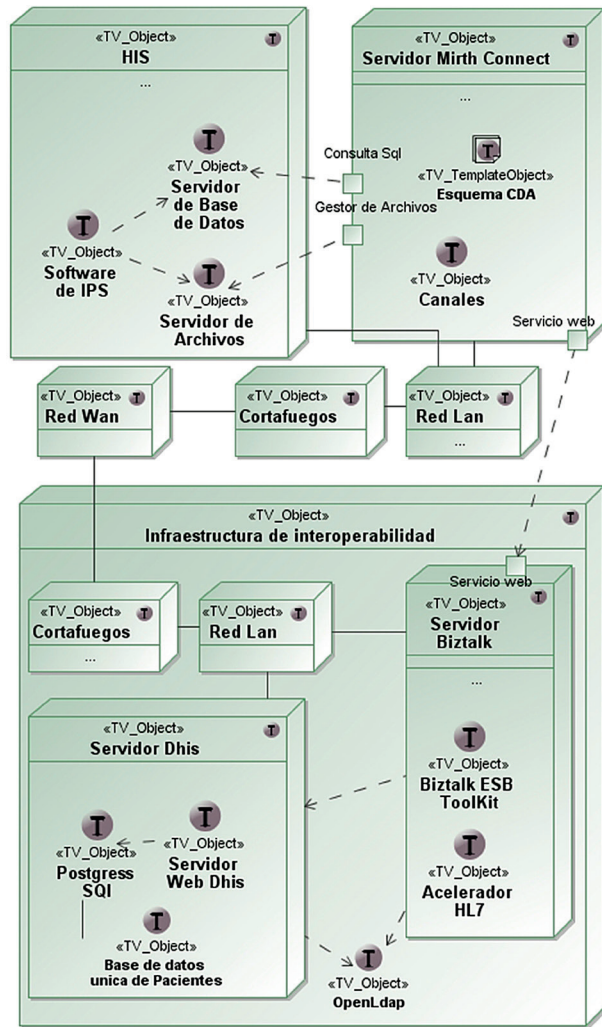 «TV_Object»
HIS
...
«TV_Object»
Servidor
de Base
de Datos
«TV_Object»
Software
de IPS
«TV_Object»
Servidor de
Archivos
«TV_Object»
Servidor Mirth Connect
...
Consulta Sql
«TV_TemplateObject»
Esquema CDA
Gestor de Archivos
«TV_Object»
Canales
Servicio web
«TV_Object»
Red Wan
«TV_Object»
Cortafuegos
«TV_Object»
Red Lan
...
«TV_Object»
Infraestructura de interoperabilidad
«TV_Object»
Cortafuegos
...
«TV_Object»
Red Lan
Servicio web
«TV_Object»
Servidor
Biztalk
...
«TV_Object»
Biztalk ESB
ToolKit
«TV_Object»
Acelerador
HL7
«TV_Object»
Servidor Dhis
«TV_Object»
Postgress
SQl
«TV_Object»
Servidor
Web Dhis
«TV_Object»
Base de datos
unica de Pacientes
«TV_Object»
OpenLdap